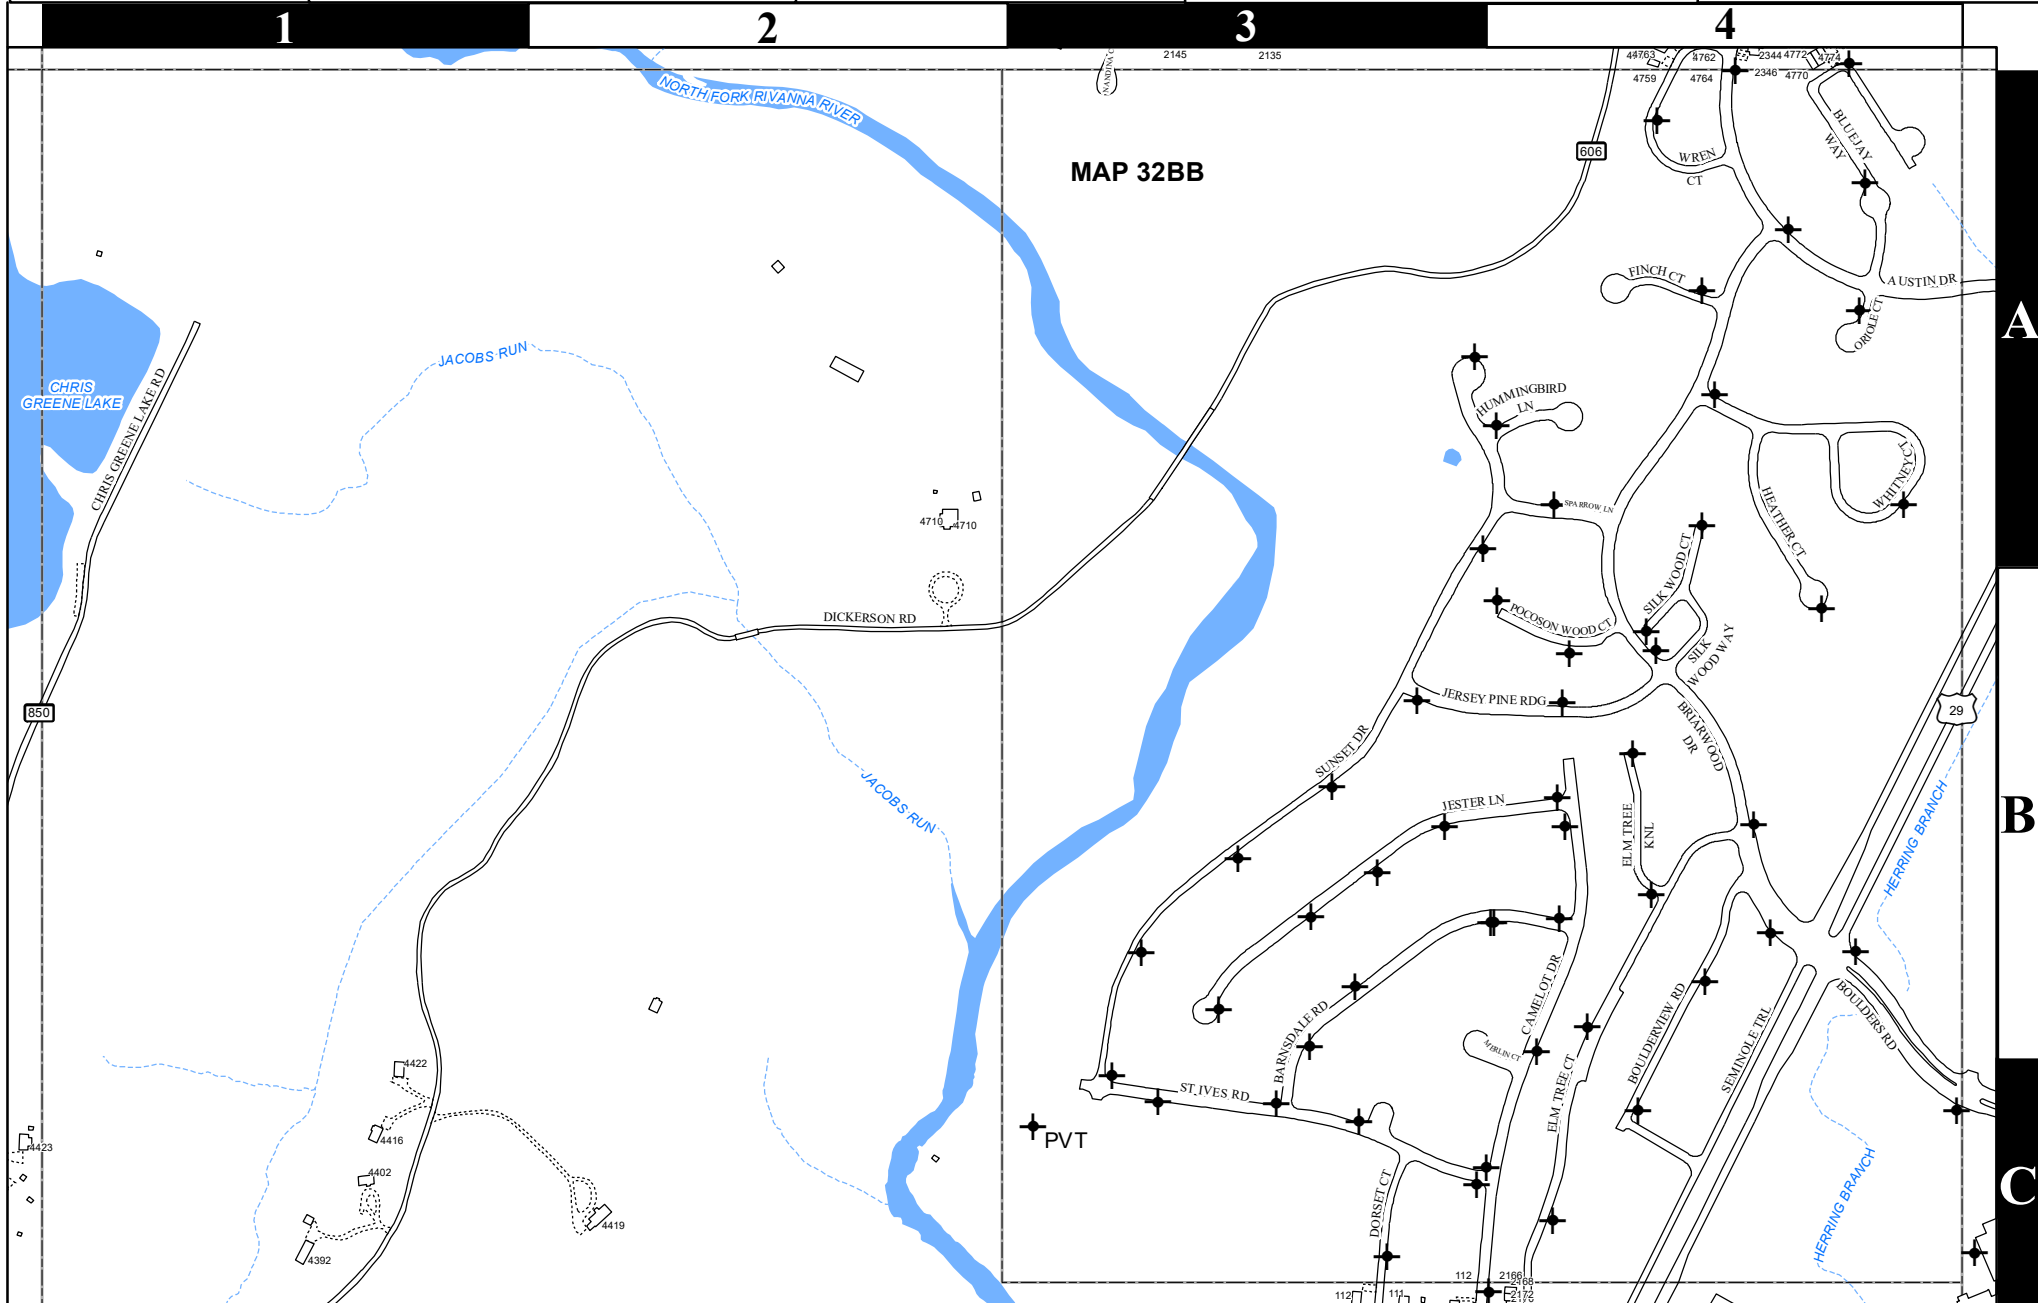 1
2
3
4
2145
2135
4763
4762
2344
4772
4774
4759
4764
2346
4770
NANDINA C
NORTH FORK RIVANNA RIVER
MAP 32BB
606
WREN
CT
BLUEJAY
WAY
FINCH CT
AUSTIN DR
ORIOLE CT
A
JACOBS RUN
CHRIS
GREENE LAKE
CHRIS GREENE LAKE RD
HUMMINGBIRD
LN
WHITNEY CT
HEATHER CT
SPARROW LN
4710
4710
SILK WOOD CT
POCOSON WOOD CT
SILK
WOOD WAY
DICKERSON RD
JERSEY PINE RDG
BRIARWOOD
DR
850
29
SUNSET DR
JACOBS RUN
JESTER LN
ELM TREE
KNL
HERRING BRANCH
B
CAMELOT DR
BARNSDALE RD
MERLIN CT
BOULDERVIEW RD
SEMINOLE TRL
BOULDERS RD
ST IVES RD
ELM TREE CT
4422
4416
4423
4402
4419
4392
PVT
DORSET CT
HERRING BRANCH
C
112
2166
2168
2172
112
111